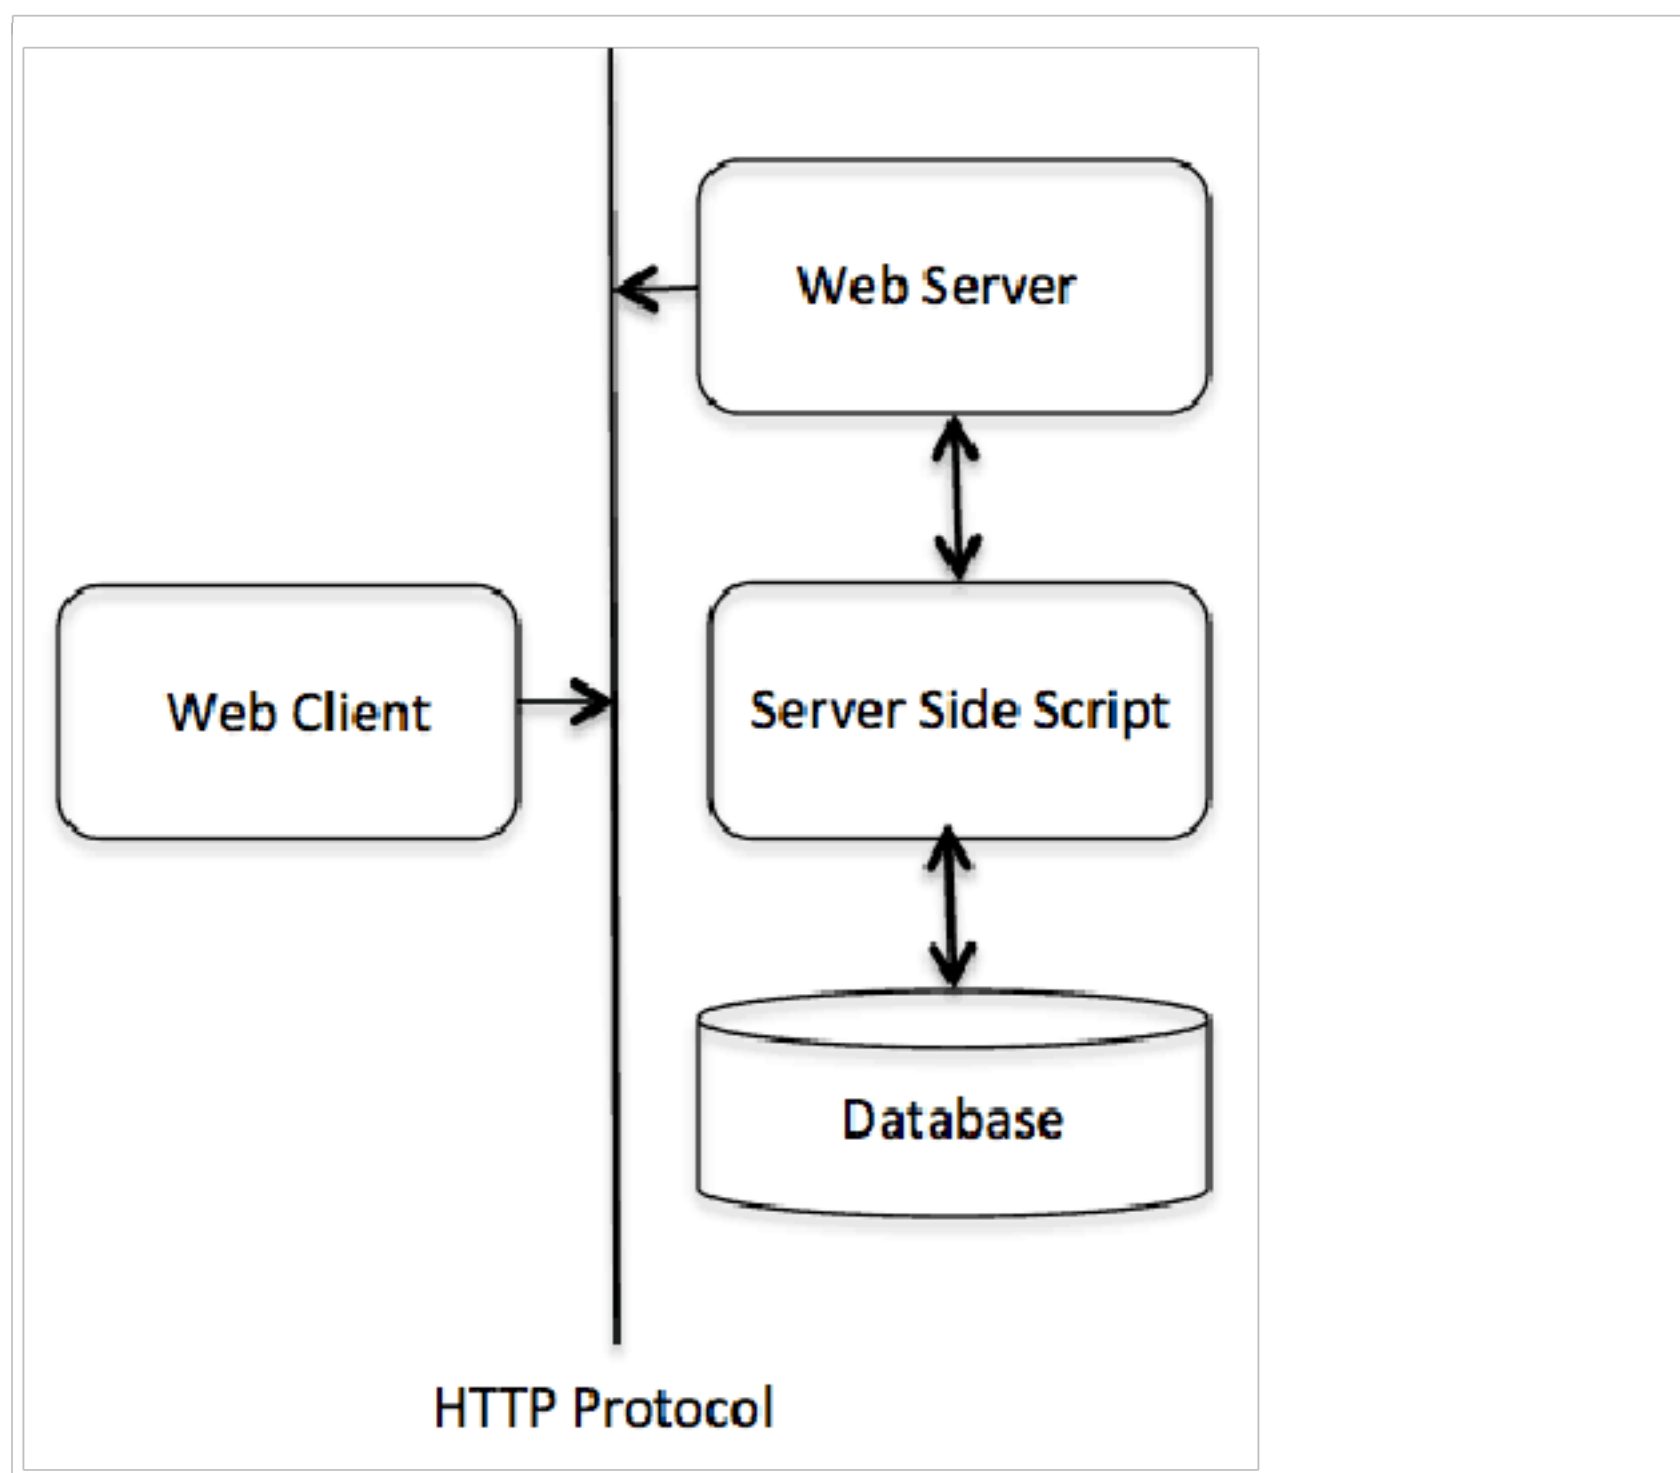 Web Server
Web Client
Server Side Script
Database
HTTP Protocol